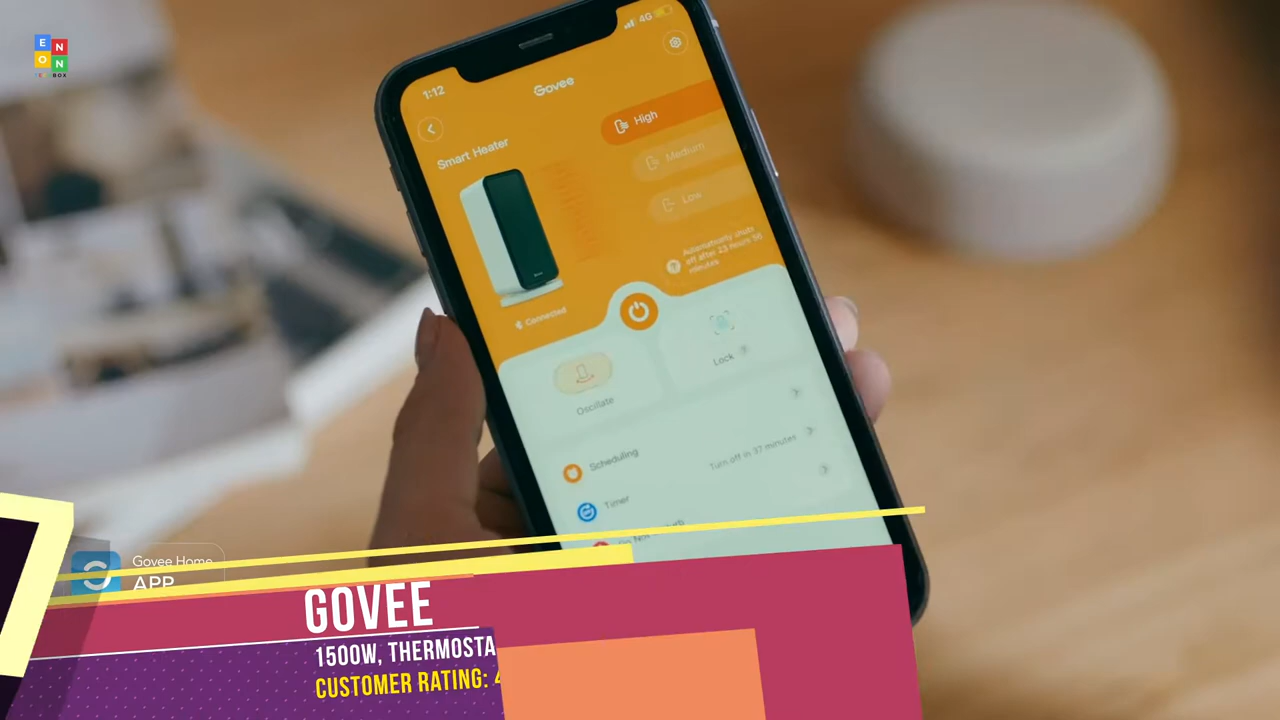 E N
O N
1:12
4G
Govee
Smart Heater
High
Medium
Low
Automatically shuts
off after 23 hours 56
minutes
Connected
Oscillate
Lock
Scheduling
Timer
Turn off in 37 minutes
Govee Home
APP
GOVEE
1500W, THERMOSTA
CUSTOMER RATING: 4